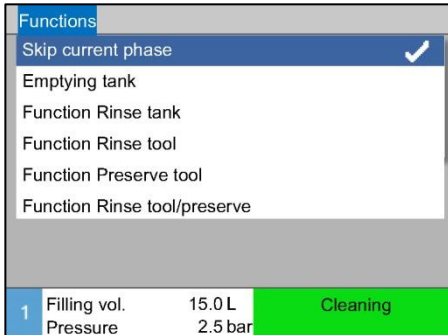 Functions
Skip current phase
Emptying tank
Function Rinse tank
Function Rinse tool
Function Preserve tool
Function Rinse tool/preserve
1 Filling vol. 15.0 L Cleaning
Pressure 2.5 bar